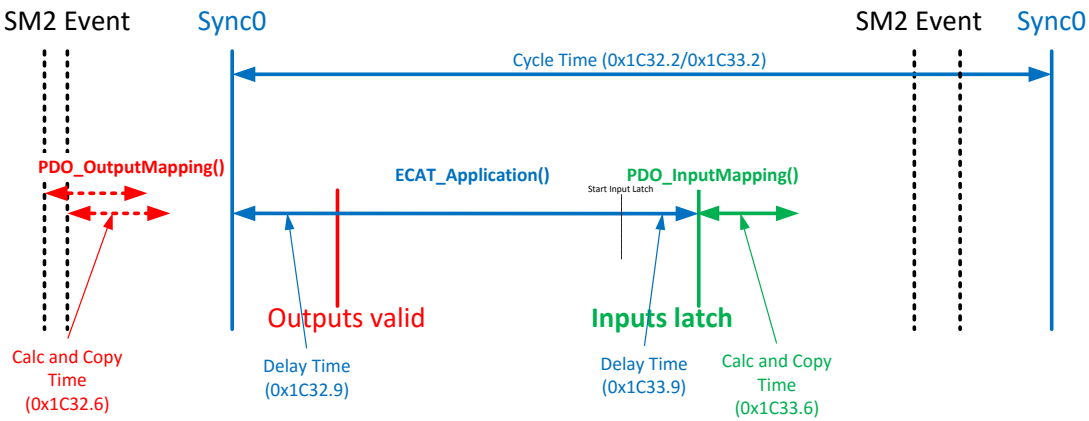 SM2 Event
Sync0
SM2 Event
Sync0
Cycle Time (0x1C32.2/0x1C33.2)
PDO_OutputMapping()
ECAT_Application()
PDO_InputMapping()
Start Input Latch
Outputs valid
Inputs latch
Calc and Copy
Time
(0x1C32.6)
Delay Time
(0x1C32.9)
Delay Time
(0x1C33.9)
Calc and Copy
Time
(0x1C33.6)